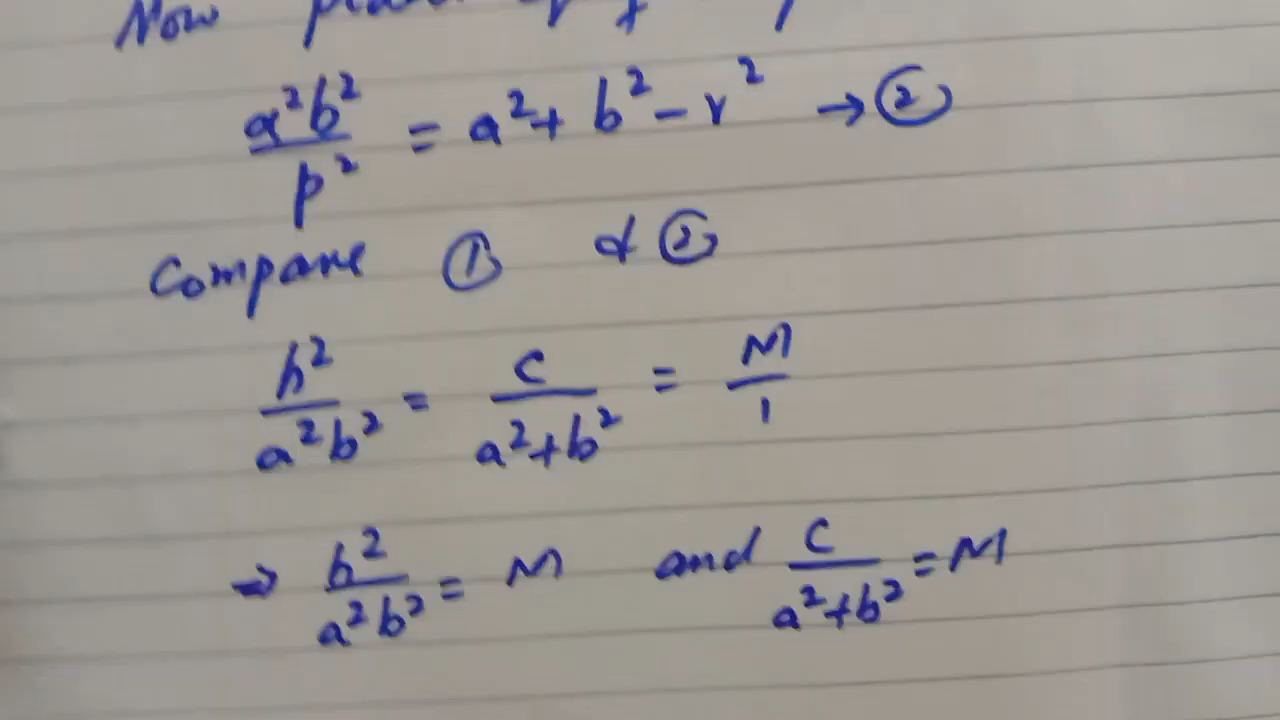 Now
a²b²/p² = a² + b² - r² → ②
Compare ① & ②
h²/a²b² = c/a²+b² = M/1
⇒ h²/a²b² = M and c/a²+b² = M